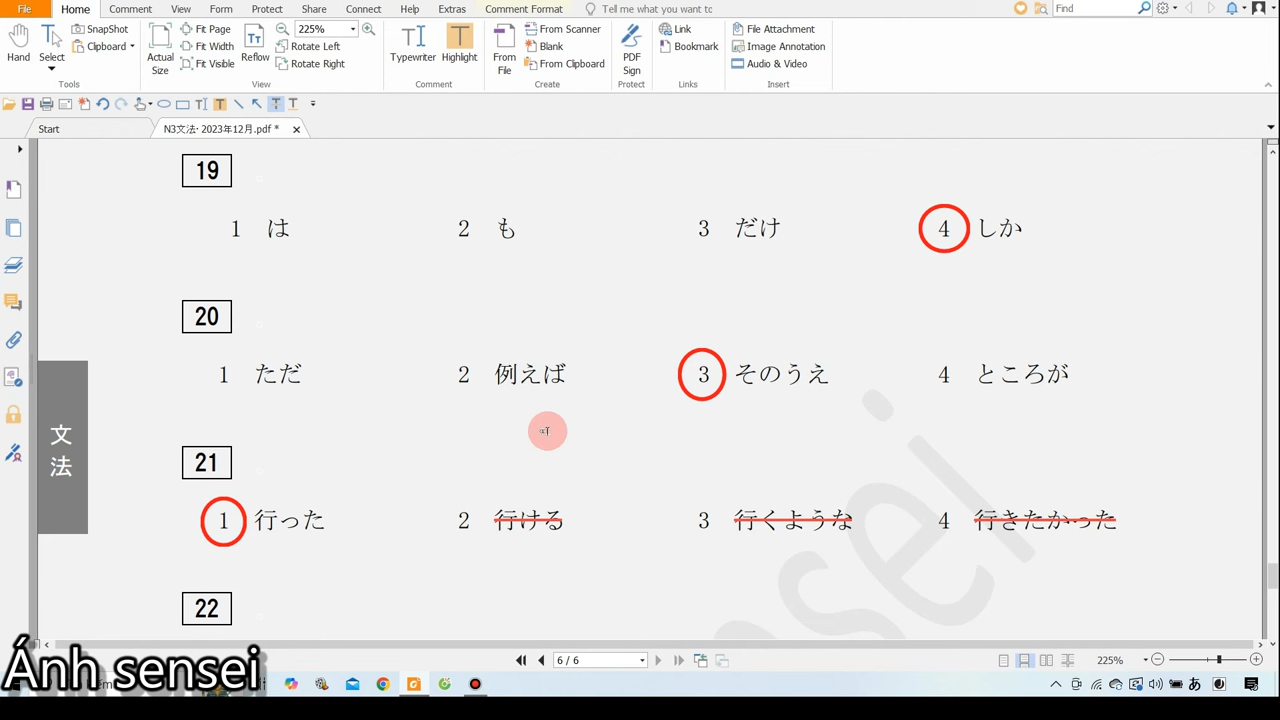 File Home Comment View Form Protect Share Connect Help Extras Comment Format Tell me what you want tc Find
SnapShot Fit Page 225% From Scanner Link File Attachment
Clipboard Fit Width Rotate Left Blank Bookmark Image Annotation
Hand Select Actual Size Fit Visible Reflow Rotate Right Typewriter Highlight From File From Clipboard PDF Sign Audio & Video
Tools View Comment Create Protect Links Insert
Start N3文法· 2023年12月.pdf *
19
1 は 2 も 3 だけ 4 しか
20
1 ただ 2 例えば 3 そのうえ 4 ところが
文法
21
1 行った 2 行ける 3 行くような 4 行きたかった
22
sensei
Ánh sensei
6 / 6 225%
あ